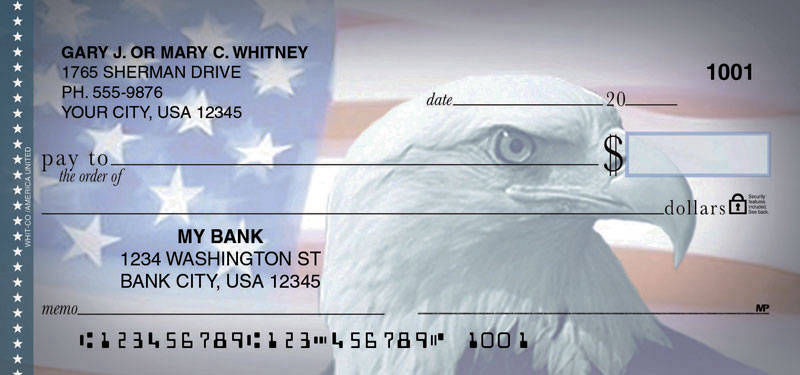 GARY J. OR MARY C. WHITNEY
1765 SHERMAN DRIVE
PH. 555-9876
YOUR CITY, USA 12345
1001
date 20
pay to
the order of
$
dollars
Security
features
included.
See back.
WHIT-CO /AMERICA UNITED
MY BANK
1234 WASHINGTON ST
BANK CITY, USA 12345
memo
MP
⑆123456789⑆123⑈456789⑈ 1001